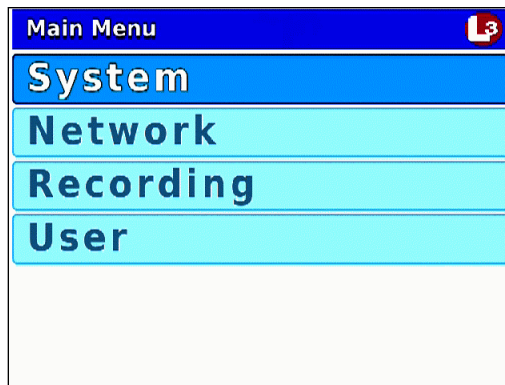 Main Menu
L3
System
Network
Recording
User